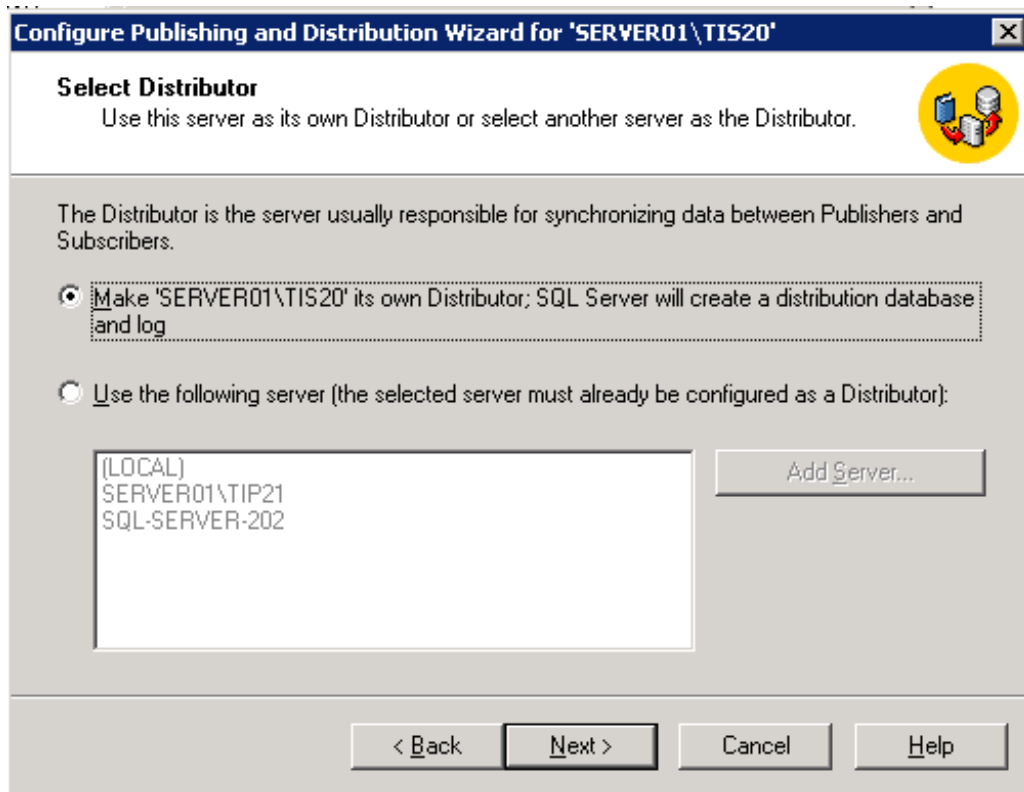 Configure Publishing and Distribution Wizard for 'SERVER01\TIS20'
Select Distributor
Use this server as its own Distributor or select another server as the Distributor.
The Distributor is the server usually responsible for synchronizing data between Publishers and
Subscribers.
Make 'SERVER01\TIS20' its own Distributor; SQL Server will create a distribution database
and log
Use the following server (the selected server must already be configured as a Distributor):
(LOCAL)
SERVER01\TIP21
SQL-SERVER-202
Add Server...
< Back
Next >
Cancel
Help